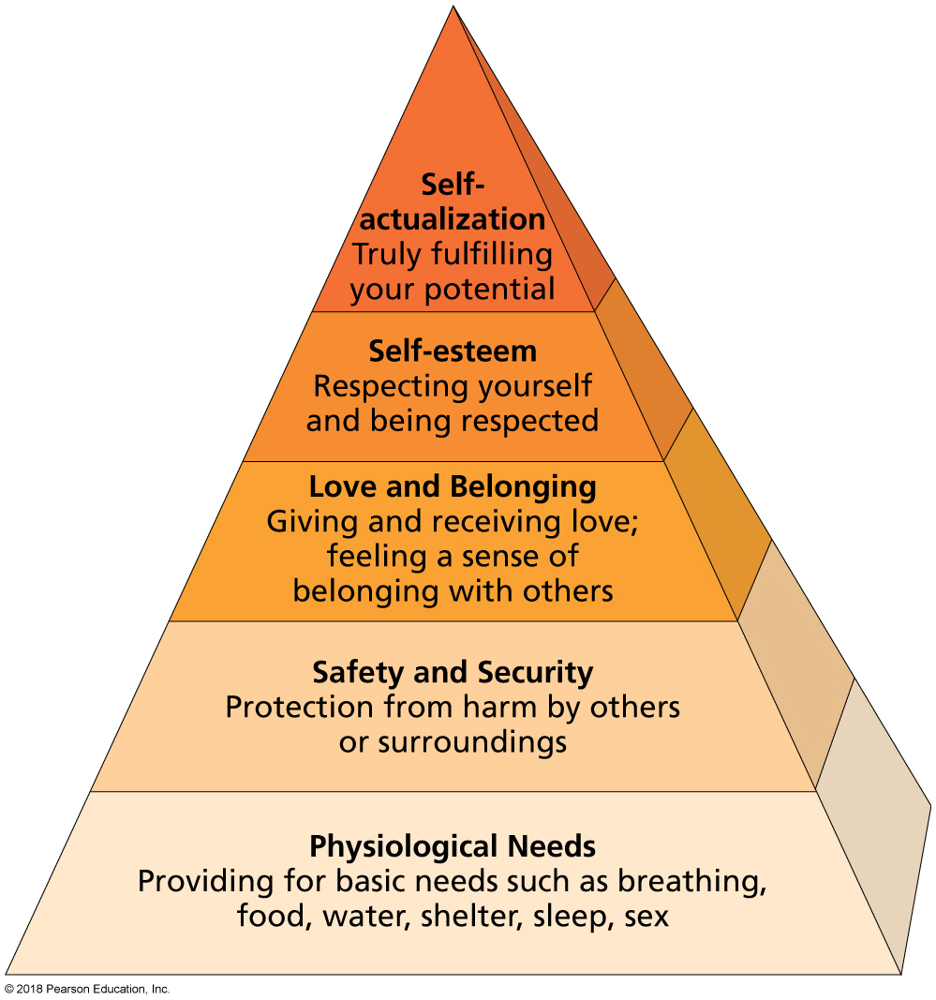 Self-
actualization
Truly fulfilling
your potential
Self-esteem
Respecting yourself
and being respected
Love and Belonging
Giving and receiving love;
feeling a sense of
belonging with others
Safety and Security
Protection from harm by others
or surroundings
Physiological Needs
Providing for basic needs such as breathing,
food, water, shelter, sleep, sex
© 2018 Pearson Education, Inc.